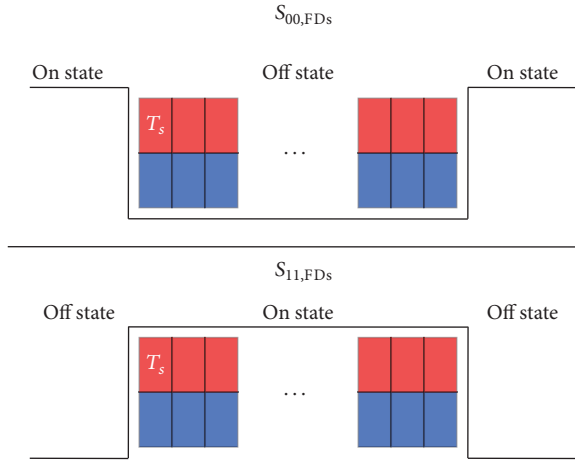 S00,FDs
On state Off state On state
Ts
...
S11,FDs
Off state On state Off state
Ts
...